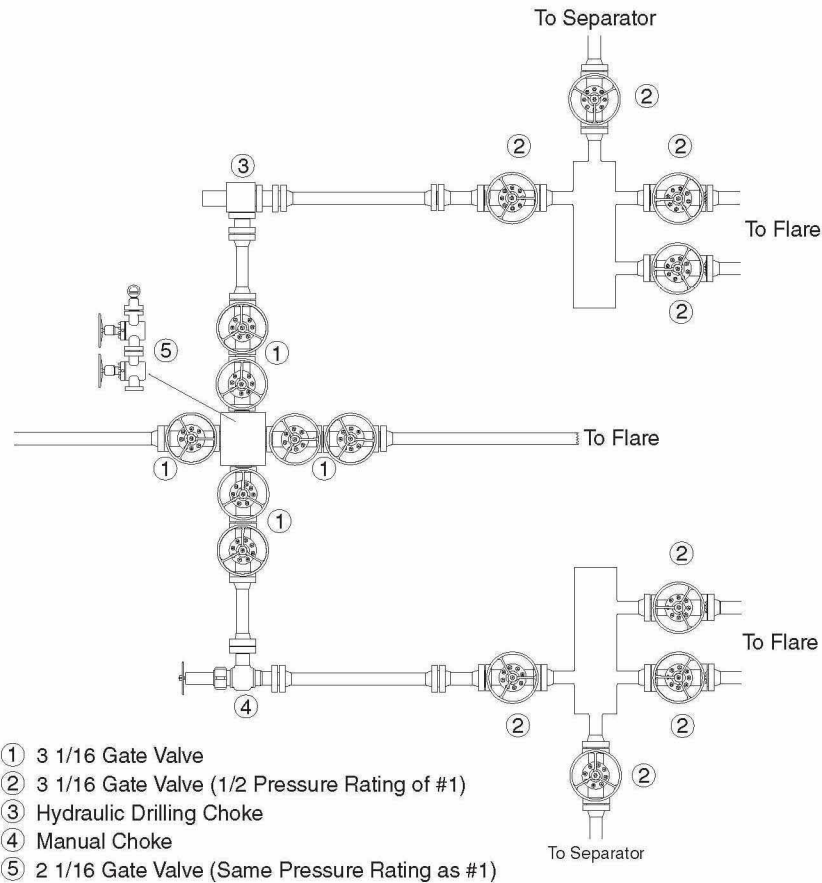 To Separator
②
③
②
②
To Flare
②
⑤
①
To Flare
①
①
①
②
To Flare
④
②
②
②
To Separator
① 3 1/16 Gate Valve
② 3 1/16 Gate Valve (1/2 Pressure Rating of #1)
③ Hydraulic Drilling Choke
④ Manual Choke
⑤ 2 1/16 Gate Valve (Same Pressure Rating as #1)